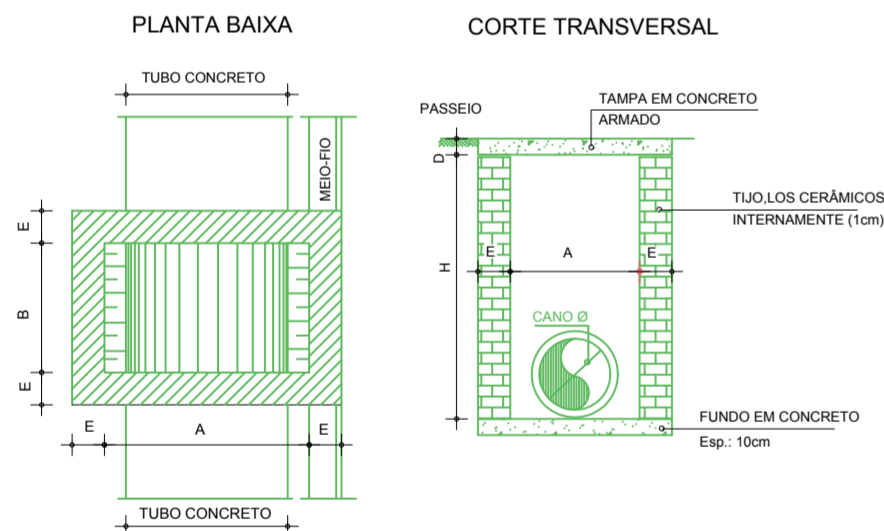 PLANTA BAIXA
TUBO CONCRETO
MEIO-FIO
E
B
E
E
A
E
TUBO CONCRETO
CORTE TRANSVERSAL
PASSEIO
TAMPA EM CONCRETO
ARMADO
D
TIJO,LOS CERÂMICOS
INTERNAMENTE (1cm)
H
E
A
E
CANO Ø
FUNDO EM CONCRETO
Esp.: 10cm